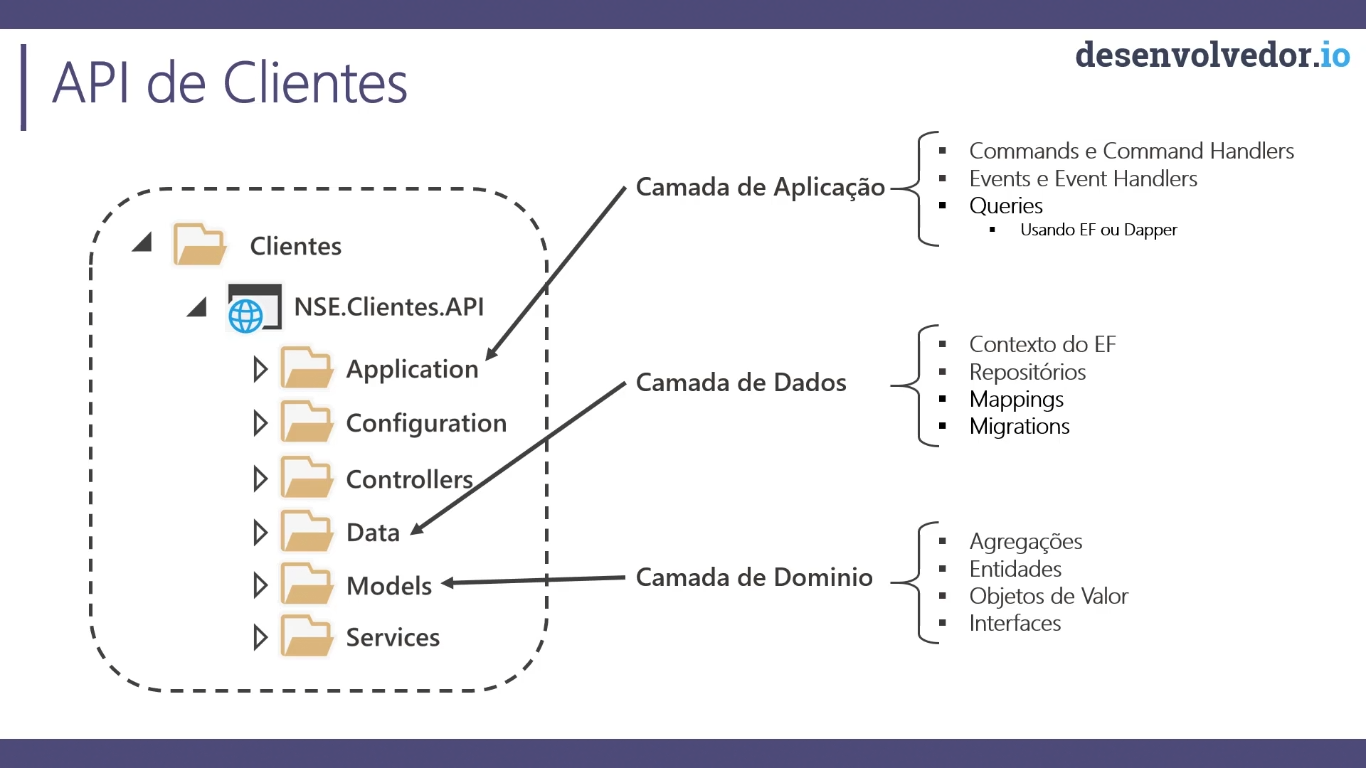 desenvolvedor.io
API de Clientes
Clientes
NSE.Clientes.API
Application
Configuration
Controllers
Data
Models
Services
Camada de Aplicação
Commands e Command Handlers
Events e Event Handlers
Queries
Usando EF ou Dapper
Camada de Dados
Contexto do EF
Repositórios
Mappings
Migrations
Camada de Dominio
Agregações
Entidades
Objetos de Valor
Interfaces